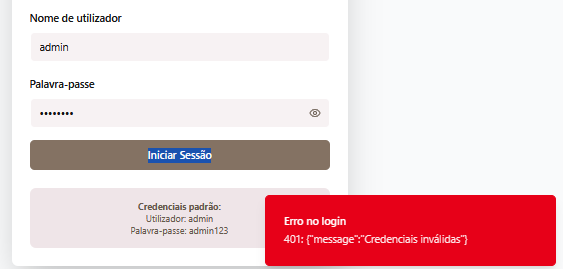 Nome de utilizador
admin
Palavra-passe
••••••••
Iniciar Sessão
Credenciais padrão:
Utilizador: admin
Palavra-passe: admin123
Erro no login
401: {"message":"Credenciais inválidas"}